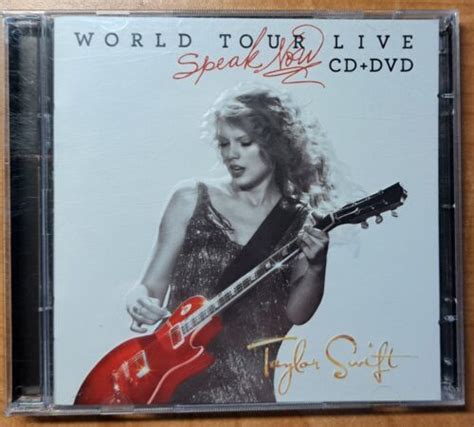 WORLD TOUR LIVE
Speak Now CD+DVD
Taylor Swift